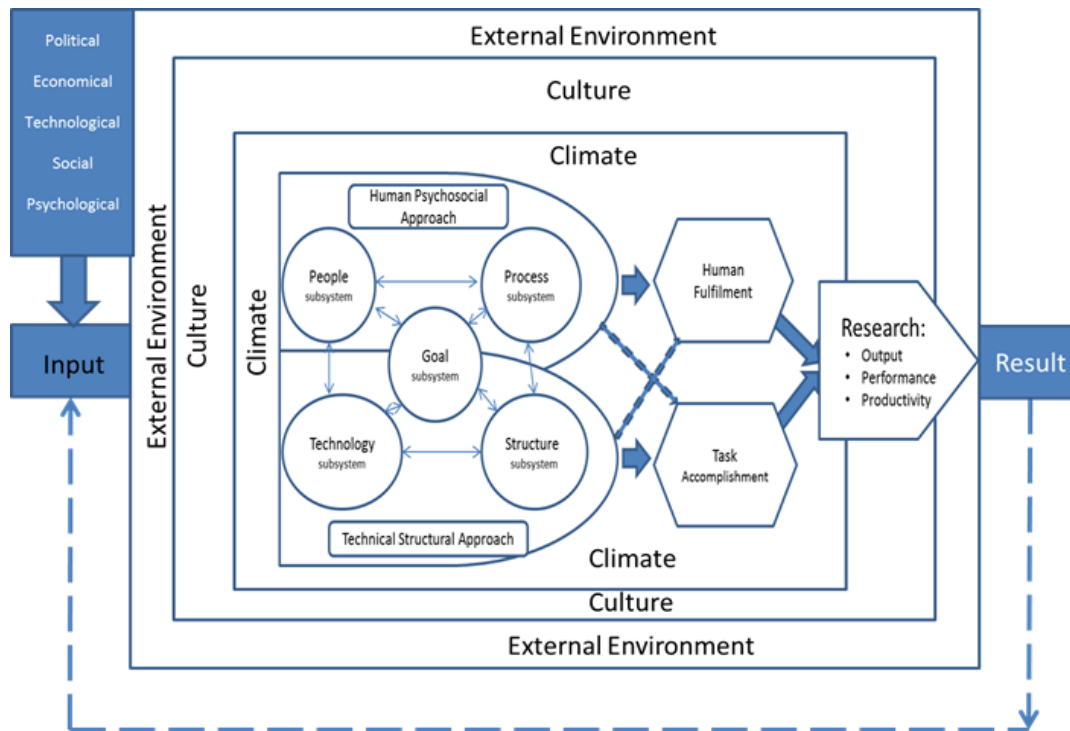 Political
Economical
Technological
Social
Psychological
Input
External Environment
External Environment
Culture
Culture
Climate
Climate
Human Psychosocial
Approach
People
subsystem
Process
subsystem
Goal
subsystem
Technology
subsystem
Structure
subsystem
Technical Structural Approach
Human
Fulfilment
Task
Accomplishment
Research:
• Output
• Performance
• Productivity
Result
Climate
Culture
External Environment